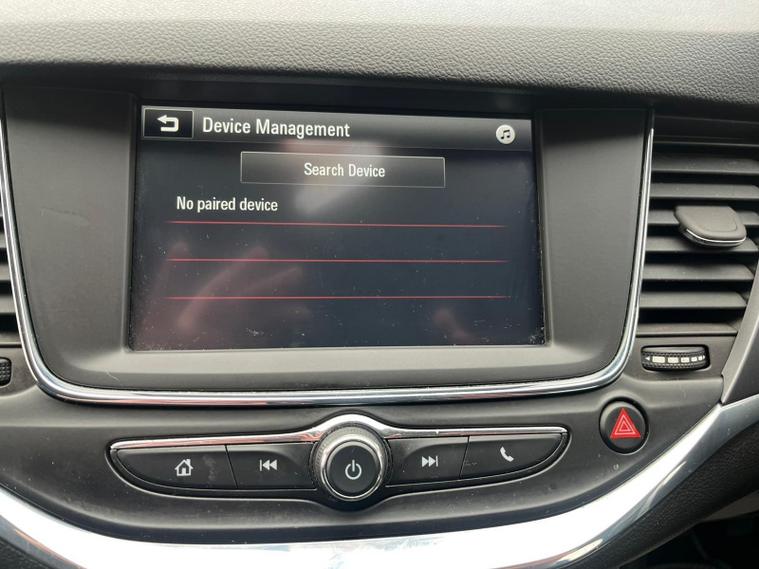 Device Management
Search Device
No paired device